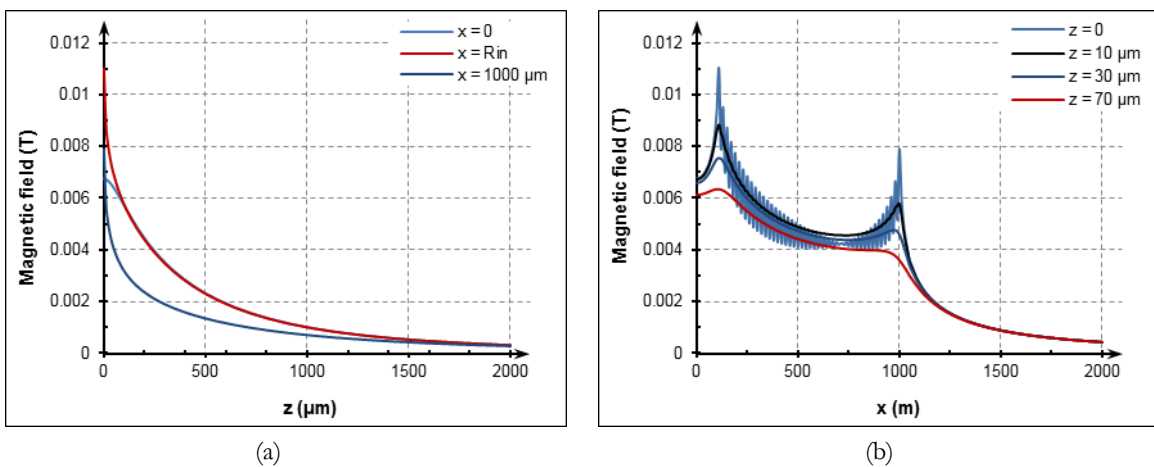 0.012
0.01
0.008
0.006
0.004
0.002
0
Magnetic field (T)
x = 0
x = Rin
x = 1000 µm
0 500 1000 1500 2000
z (µm)
(a)
0.012
0.01
0.008
0.006
0.004
0.002
0
Magnetic field (T)
z = 0
z = 10 µm
z = 30 µm
z = 70 µm
0 500 1000 1500 2000
x (m)
(b)